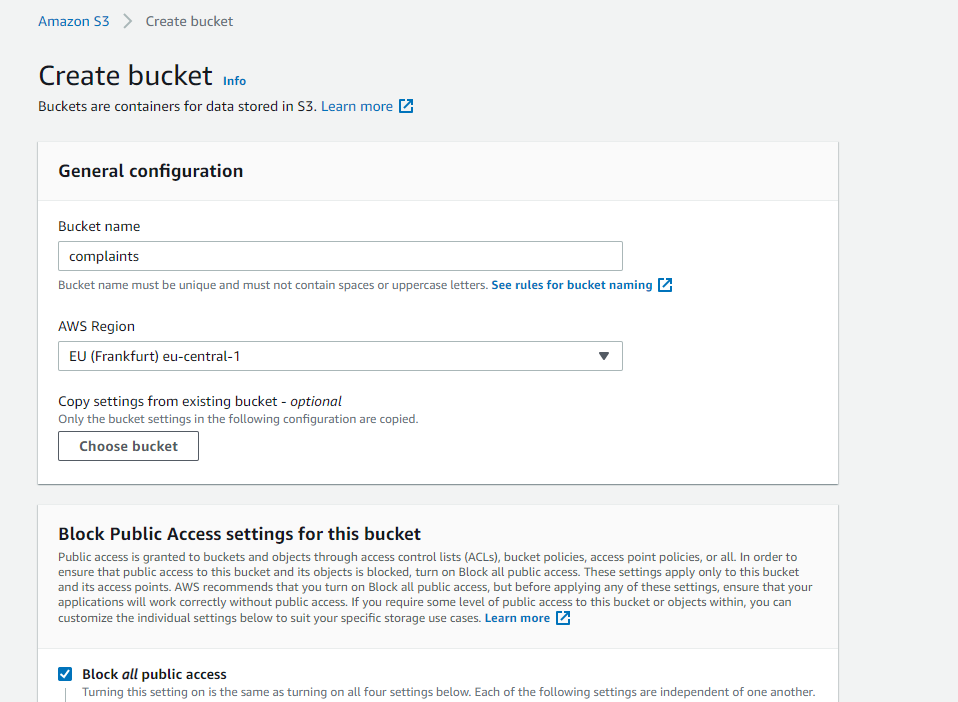 Amazon S3 > Create bucket
Create bucket Info
Buckets are containers for data stored in S3. Learn more
General configuration
Bucket name
complaints
Bucket name must be unique and must not contain spaces or uppercase letters. See rules for bucket naming
AWS Region
EU (Frankfurt) eu-central-1
Copy settings from existing bucket - optional
Only the bucket settings in the following configuration are copied.
Choose bucket
Block Public Access settings for this bucket
Public access is granted to buckets and objects through access control lists (ACLs), bucket policies, access point policies, or all. In order to
ensure that public access to this bucket and its objects is blocked, turn on Block all public access. These settings apply only to this bucket
and its access points. AWS recommends that you turn on Block all public access, but before applying any of these settings, ensure that your
applications will work correctly without public access. If you require some level of public access to this bucket or objects within, you can
customize the individual settings below to suit your specific storage use cases. Learn more
Block all public access
Turning this setting on is the same as turning on all four settings below. Each of the following settings are independent of one another.